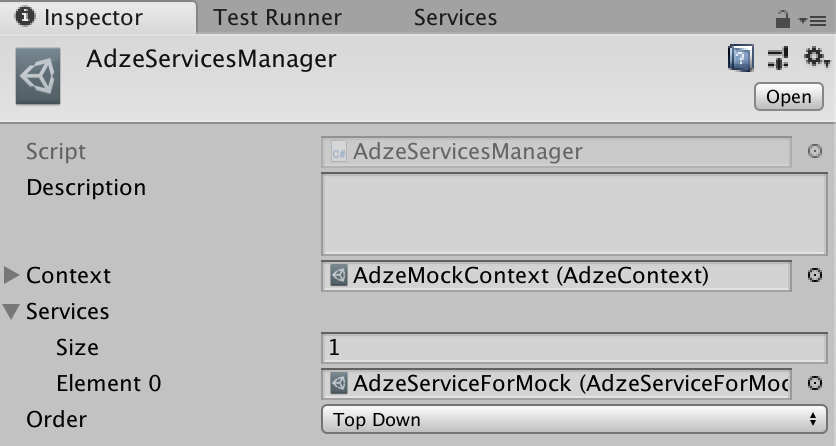 Inspector Test Runner Services
AdzeServicesManager
Open
Script AdzeServicesManager
Description
Context AdzeMockContext (AdzeContext)
Services
Size 1
Element 0 AdzeServiceForMock (AdzeServiceForMoc
Order Top Down